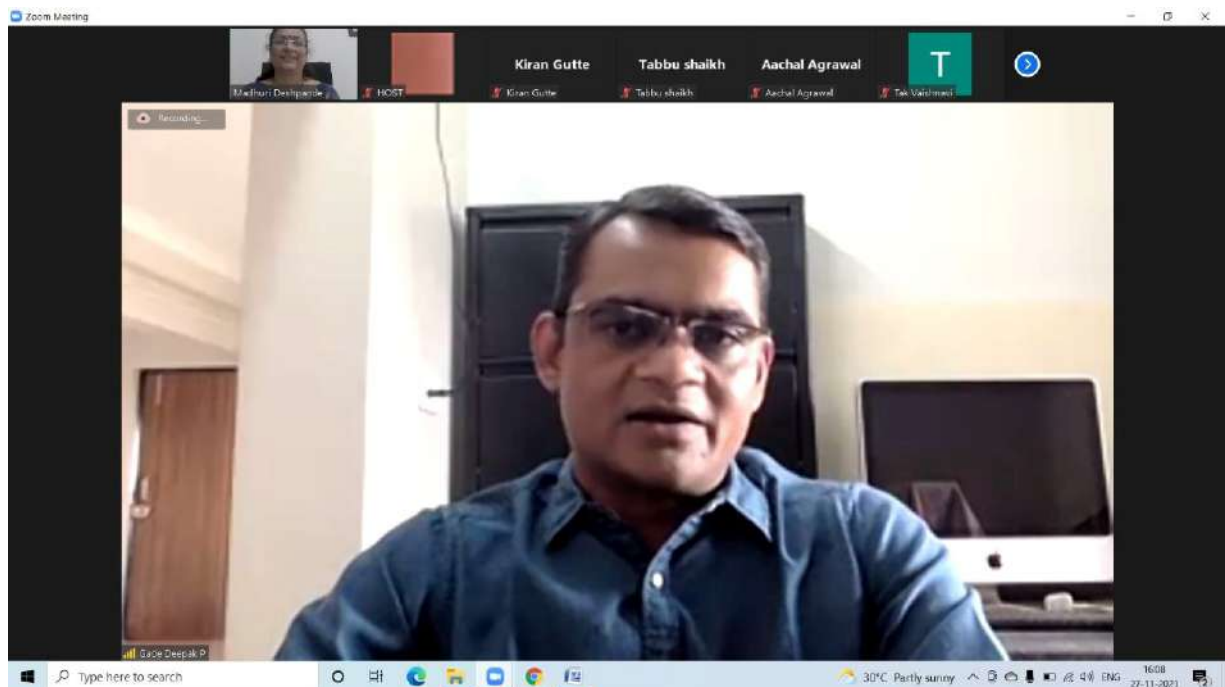 Zoom Meeting
Kiran Gutte
Tabbu shaikh
Aachal Agrawal
T
Madhuri Deshpande
HOST
Kiran Gutte
Tabbu shaikh
Aachal Agrawal
Tak Vaishnavi
Recording...
Deepak P
Type here to search
30°C Partly sunny
ENG
16:08
27-11-2021
2